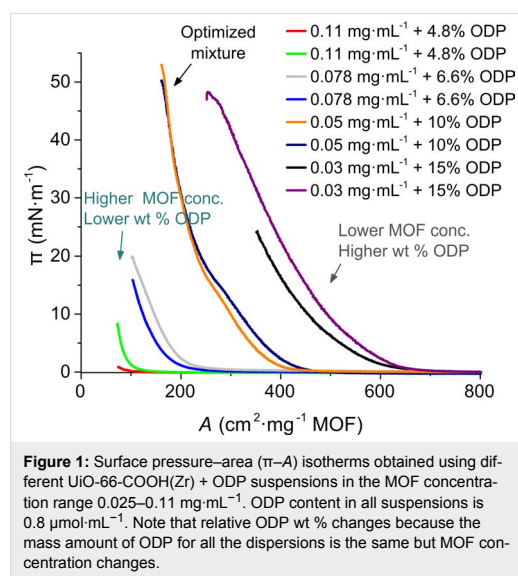 Optimized
mixture
0.11 mg·mL⁻¹ + 4.8% ODP
0.11 mg·mL⁻¹ + 4.8% ODP
0.078 mg·mL⁻¹ + 6.6% ODP
0.078 mg·mL⁻¹ + 6.6% ODP
0.05 mg·mL⁻¹ + 10% ODP
0.05 mg·mL⁻¹ + 10% ODP
0.03 mg·mL⁻¹ + 15% ODP
0.03 mg·mL⁻¹ + 15% ODP
Higher MOF conc.
Lower wt % ODP
Lower MOF conc.
Higher wt % ODP
π (mN·m⁻¹)
50
40
30
20
10
0
0 200 400 600 800
A (cm²·mg⁻¹ MOF)
Figure 1: Surface pressure–area (π–A) isotherms obtained using dif-
ferent UiO-66-COOH(Zr) + ODP suspensions in the MOF concentra-
tion range 0.025–0.11 mg·mL⁻¹. ODP content in all suspensions is
0.8 μmol·mL⁻¹. Note that relative ODP wt % changes because the
mass amount of ODP for all the dispersions is the same but MOF con-
centration changes.